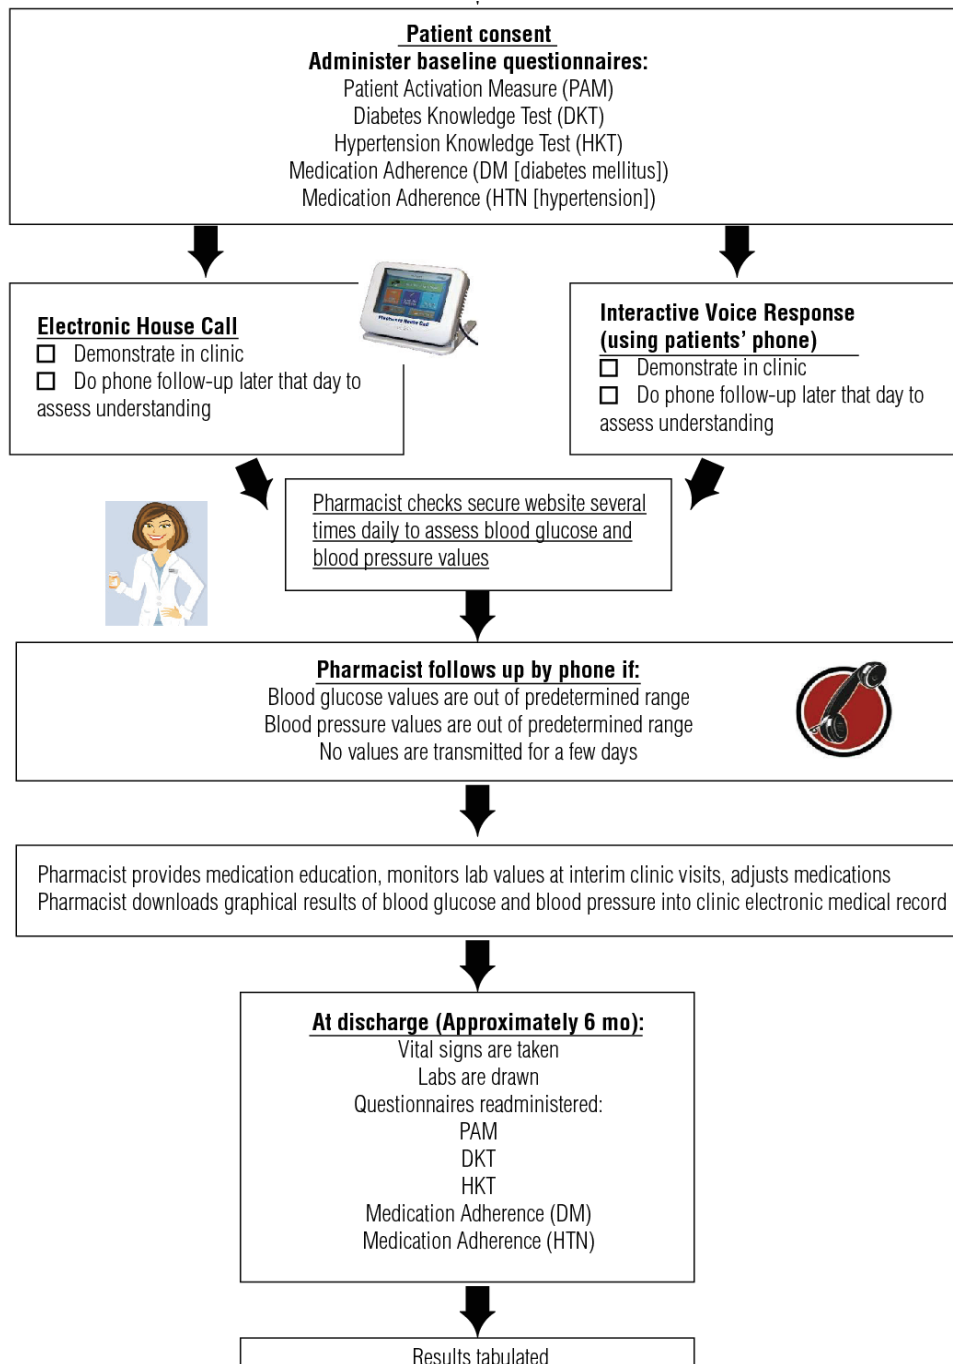 Patient consent
Administer baseline questionnaires:
Patient Activation Measure (PAM)
Diabetes Knowledge Test (DKT)
Hypertension Knowledge Test (HKT)
Medication Adherence (DM [diabetes mellitus])
Medication Adherence (HTN [hypertension])
Electronic House Call
Demonstrate in clinic
Do phone follow-up later that day to
assess understanding
Interactive Voice Response
(using patients’ phone)
Demonstrate in clinic
Do phone follow-up later that day to
assess understanding
Pharmacist checks secure website several
times daily to assess blood glucose and
blood pressure values
Pharmacist follows up by phone if:
Blood glucose values are out of predetermined range
Blood pressure values are out of predetermined range
No values are transmitted for a few days
Pharmacist provides medication education, monitors lab values at interim clinic visits, adjusts medications
Pharmacist downloads graphical results of blood glucose and blood pressure into clinic electronic medical record
At discharge (Approximately 6 mo):
Vital signs are taken
Labs are drawn
Questionnaires readministered:
PAM
DKT
HKT
Medication Adherence (DM)
Medication Adherence (HTN)
Results tabulated